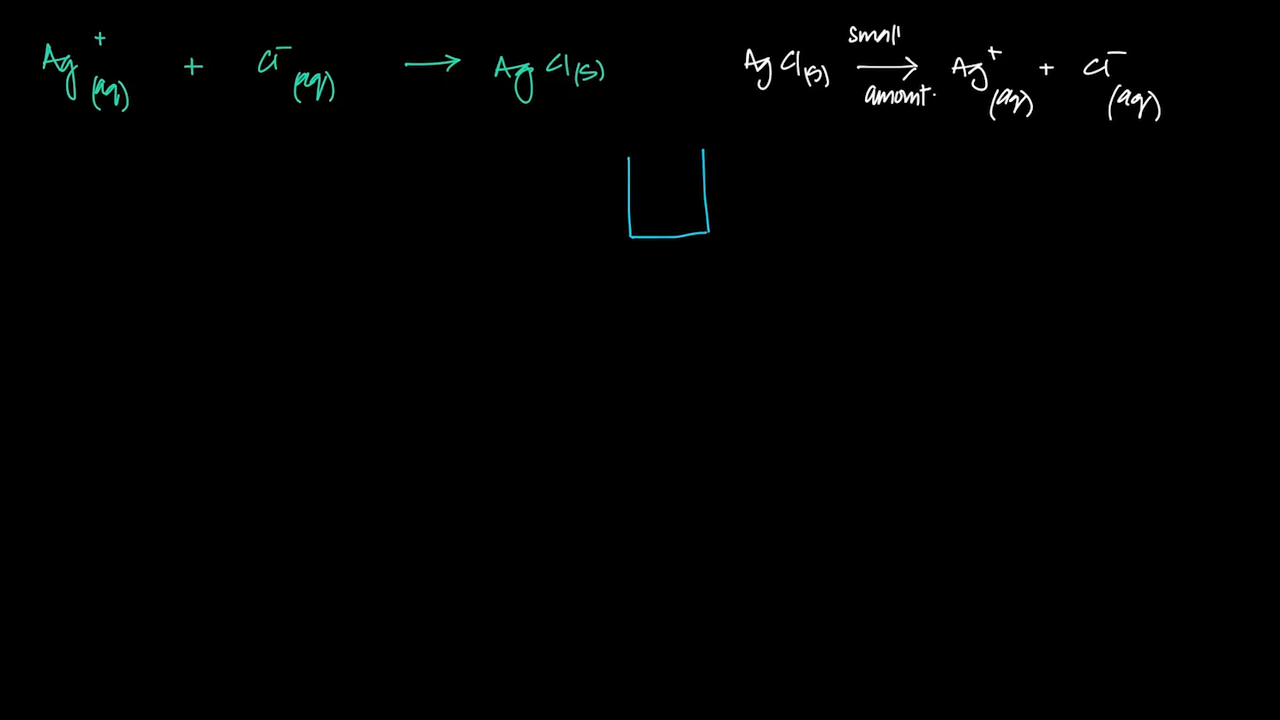 Ag⁺(aq) + Cl⁻(aq) → AgCl(s)
AgCl(s) small → amount. Ag⁺(aq) + Cl⁻(aq)